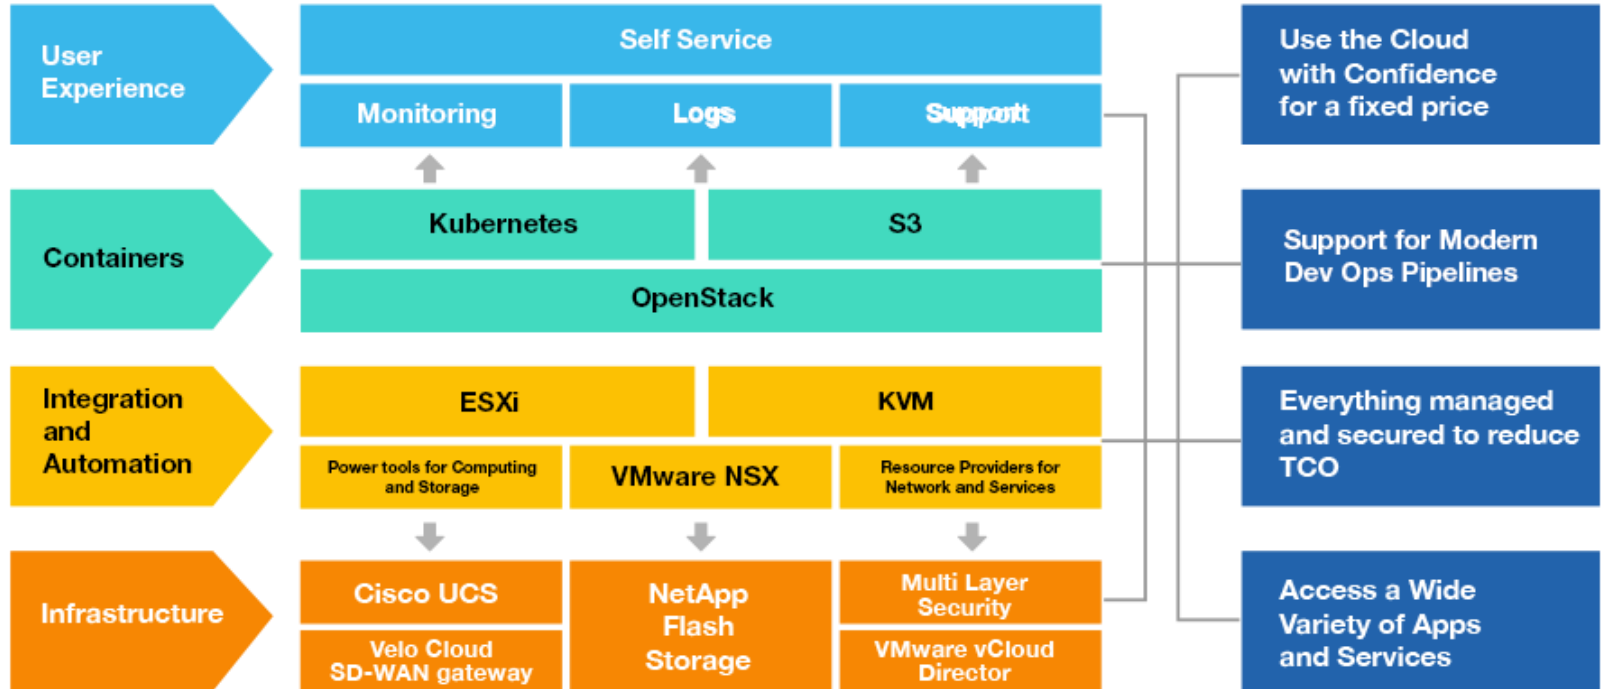 User
Experience
Self Service
Monitoring
Logs
Support
Use the Cloud
with Confidence
for a fixed price
Containers
Kubernetes
S3
OpenStack
Support for Modern
Dev Ops Pipelines
Integration
and
Automation
ESXi
KVM
Power tools for Computing
and Storage
VMware NSX
Resource Providers for
Network and Services
Everything managed
and secured to reduce
TCO
Infrastructure
Cisco UCS
Velo Cloud
SD-WAN gateway
NetApp
Flash
Storage
Multi Layer
Security
VMware vCloud
Director
Access a Wide
Variety of Apps
and Services